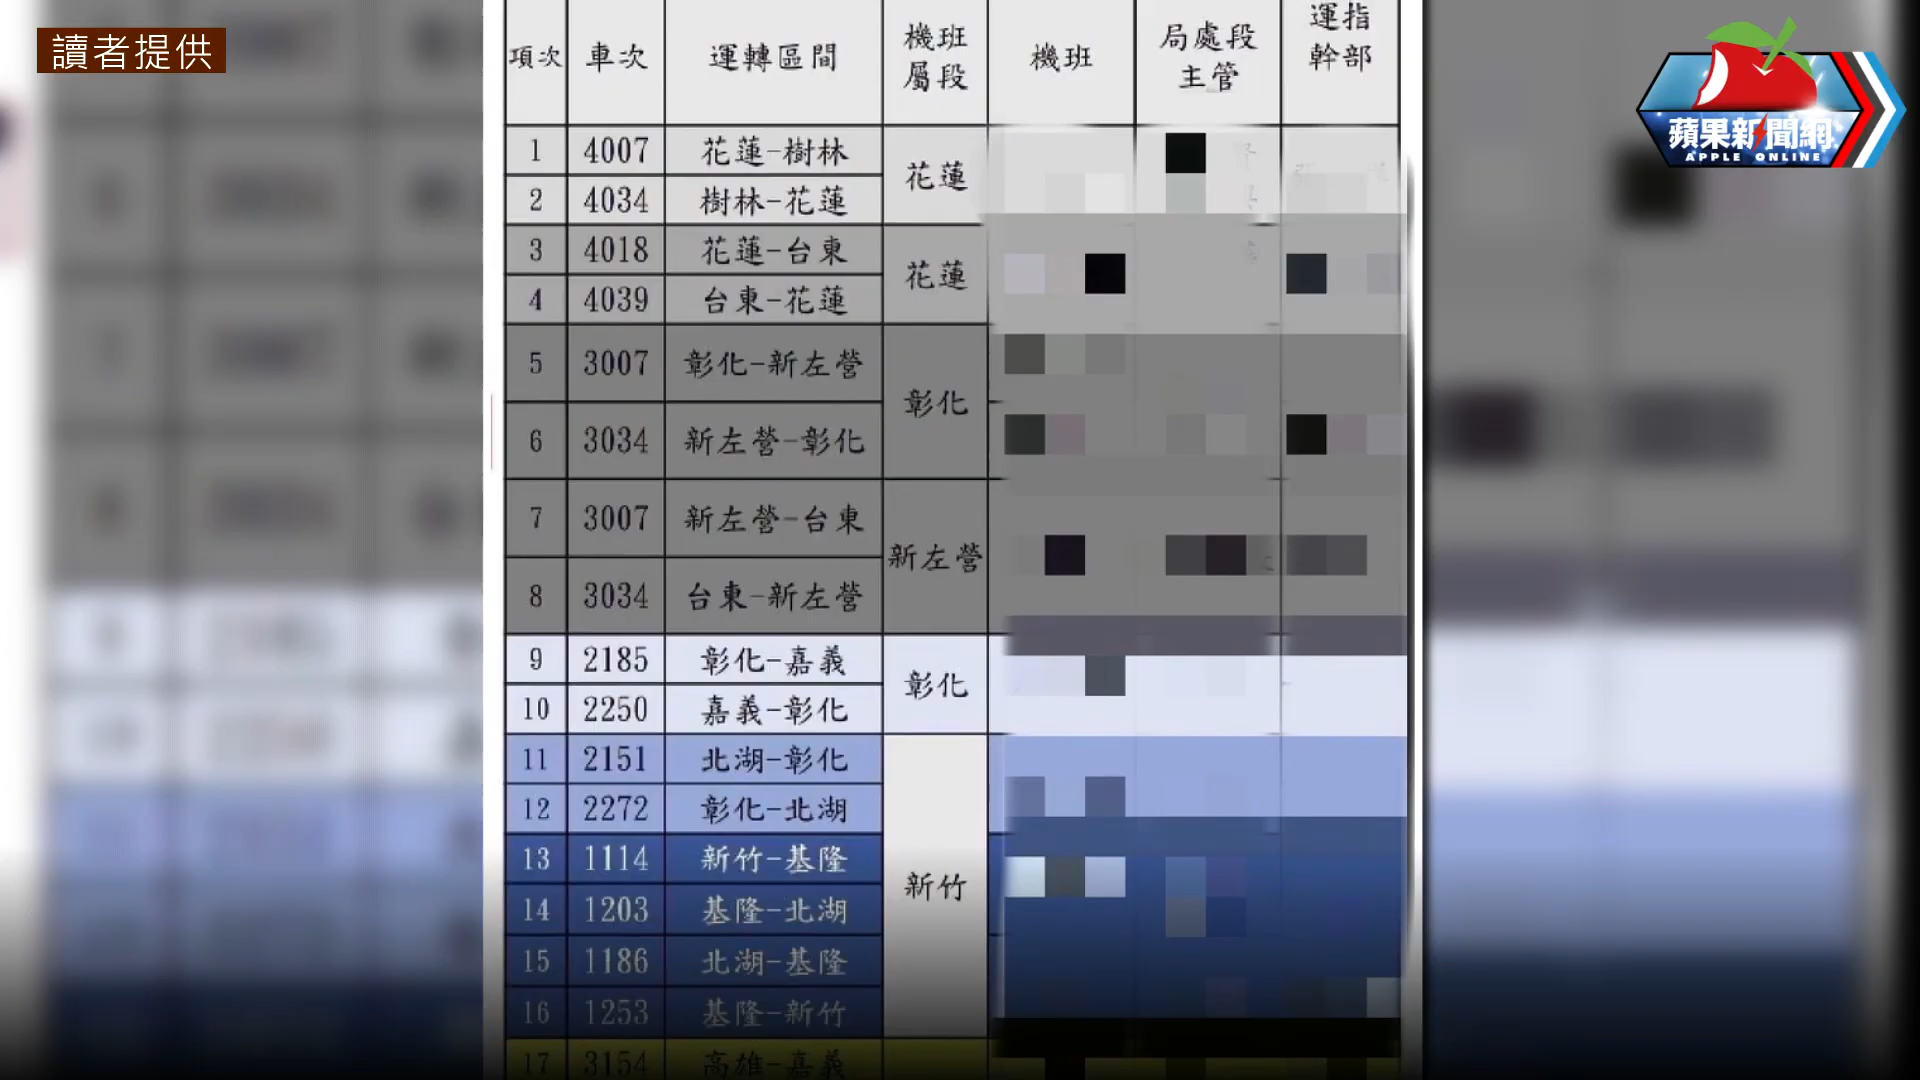 讀者提供
蘋果新聞網
APPLE ONLINE
項次 車次 運轉區間 機班屬段 機班 局處段主管 運指幹部
1 4007 花蓮-樹林 花蓮
2 4034 樹林-花蓮
3 4018 花蓮-台東 花蓮
4 4039 台東-花蓮
5 3007 彰化-新左營 彰化
6 3034 新左營-彰化
7 3007 新左營-台東 新左營
8 3034 台東-新左營
9 2185 彰化-嘉義 彰化
10 2250 嘉義-彰化
11 2151 北湖-彰化 新竹
12 2272 彰化-北湖
13 1114 新竹-基隆
14 1203 基隆-北湖
15 1186 北湖-基隆
16 1253 基隆-新竹
17 3154 高雄-嘉義